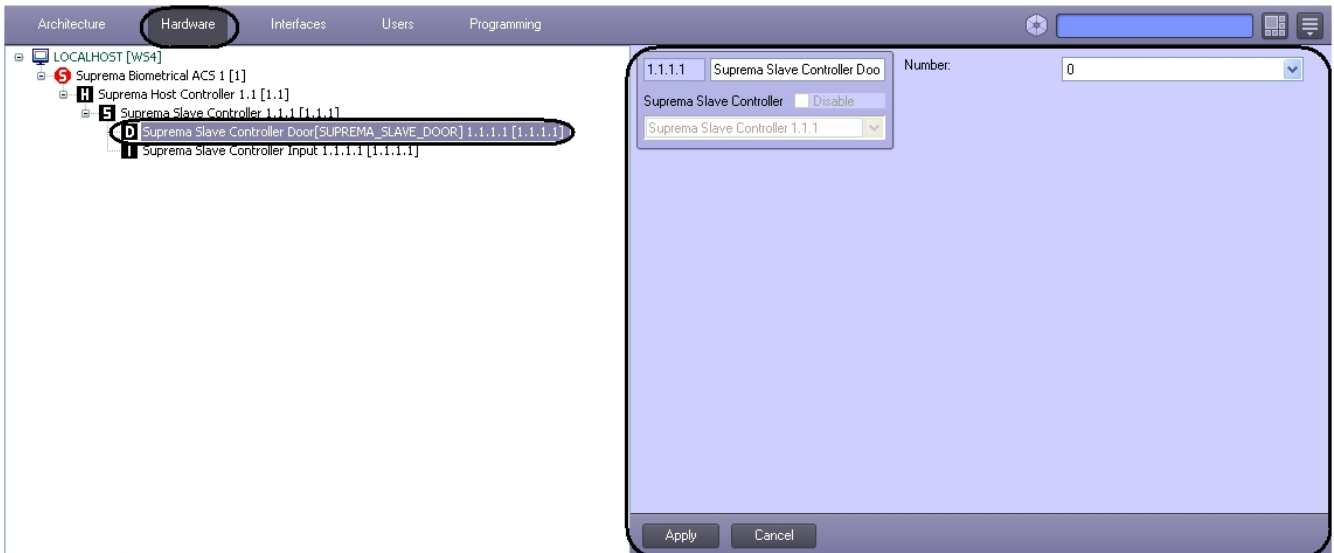 Architecture Hardware Interfaces Users Programming
LOCALHOST [WS4]
S Suprema Biometrical ACS 1 [1]
H Suprema Host Controller 1.1 [1.1]
S Suprema Slave Controller 1.1.1 [1.1.1]
D Suprema Slave Controller Door[SUPREMA_SLAVE_DOOR] 1.1.1.1 [1.1.1.1]
I Suprema Slave Controller Input 1.1.1.1 [1.1.1.1]
1.1.1.1 Suprema Slave Controller Doo
Suprema Slave Controller Disable
Suprema Slave Controller 1.1.1
Number: 0
Apply Cancel